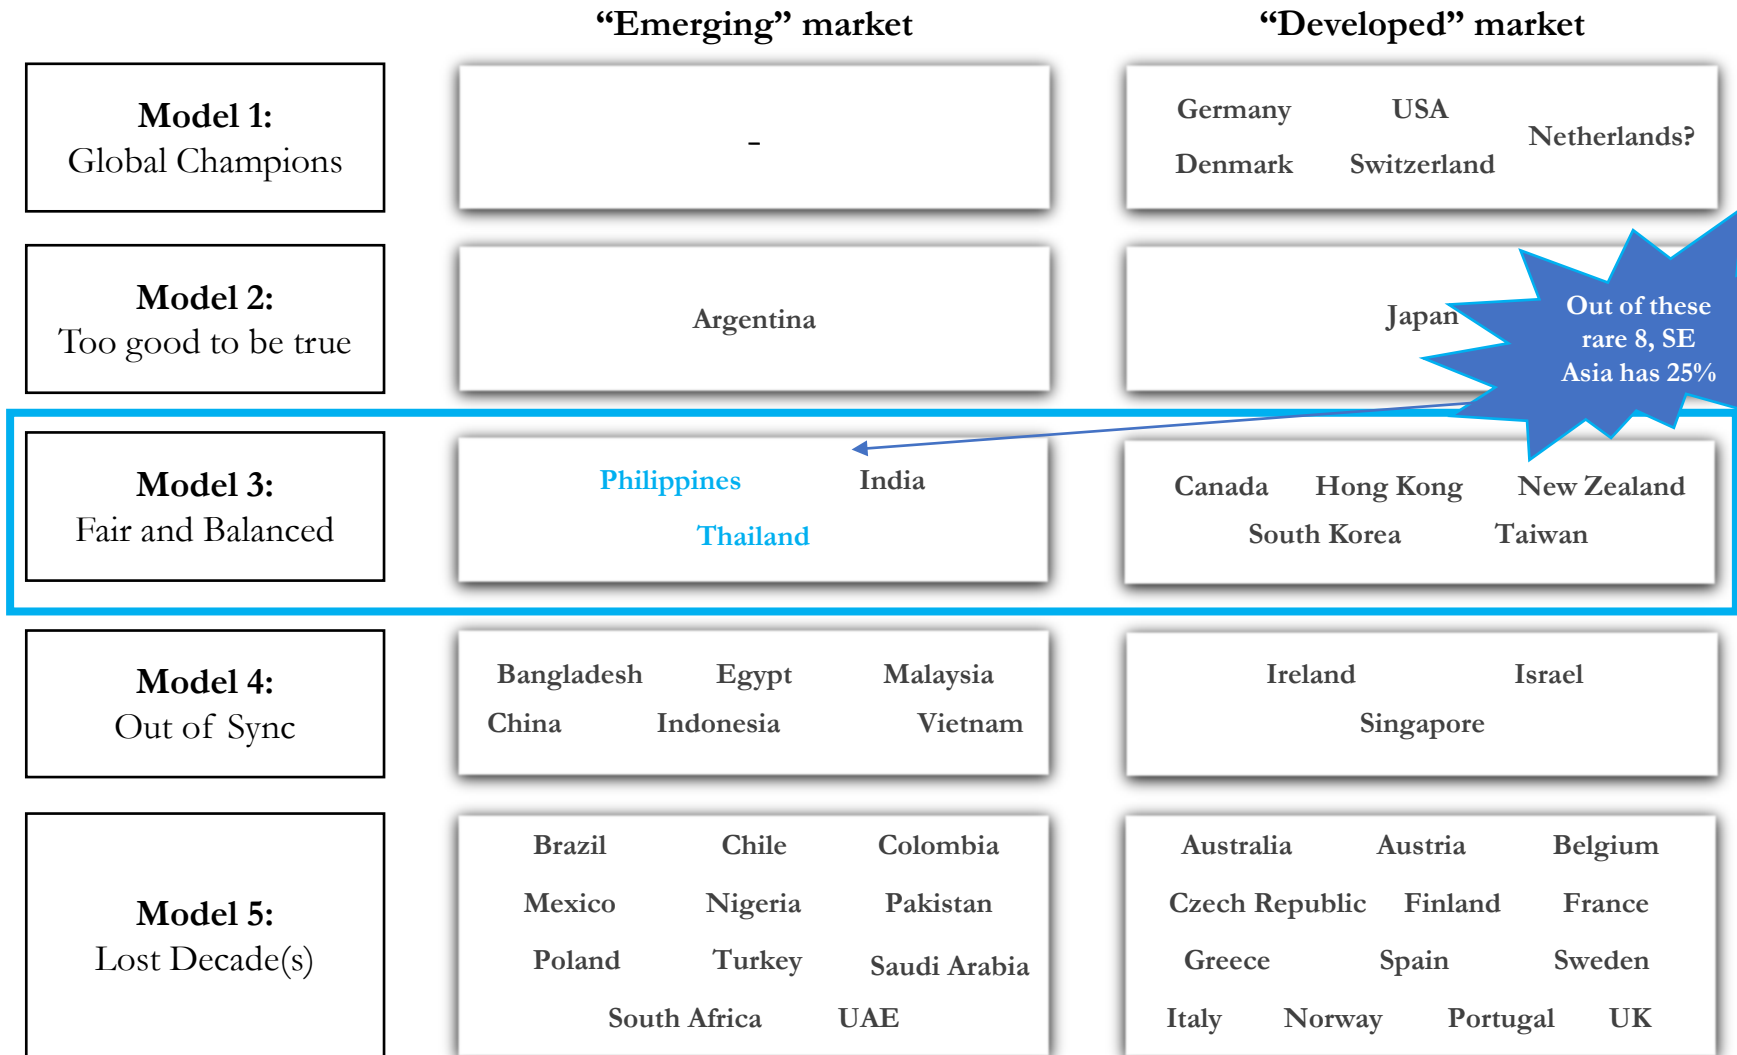 “Emerging” market “Developed” market
Model 1:
Global Champions
-
Germany USA
Netherlands?
Denmark Switzerland
Model 2:
Too good to be true
Argentina
Japan
Out of these
rare 8, SE
Asia has 25%
Model 3:
Fair and Balanced
Philippines India
Thailand
Canada Hong Kong New Zealand
South Korea Taiwan
Model 4:
Out of Sync
Bangladesh Egypt Malaysia
China Indonesia Vietnam
Ireland Israel
Singapore
Model 5:
Lost Decade(s)
Brazil Chile Colombia
Mexico Nigeria Pakistan
Poland Turkey Saudi Arabia
South Africa UAE
Australia Austria Belgium
Czech Republic Finland France
Greece Spain Sweden
Italy Norway Portugal UK